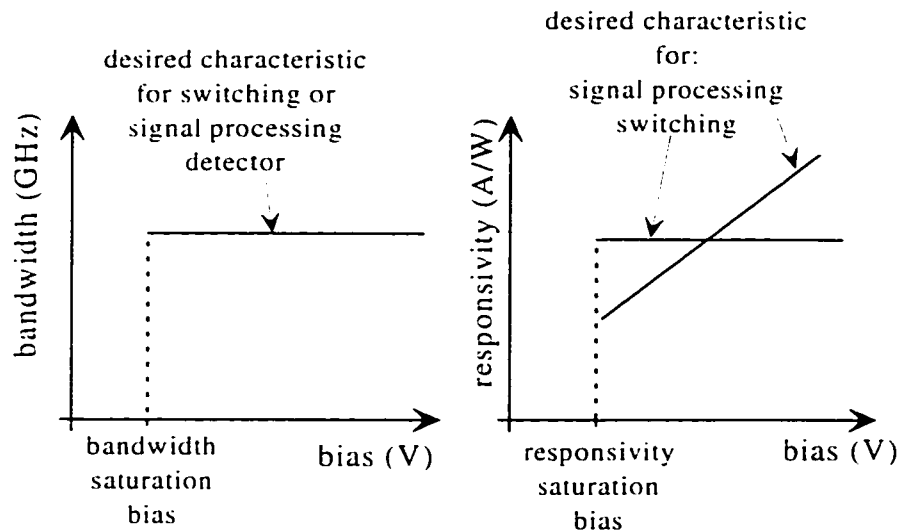 desired characteristic
for switching or
signal processing
detector
bandwidth (GHz)
bandwidth
saturation
bias
bias (V)
desired characteristic
for:
signal processing
switching
responsivity (A/W)
responsivity
saturation
bias
bias (V)